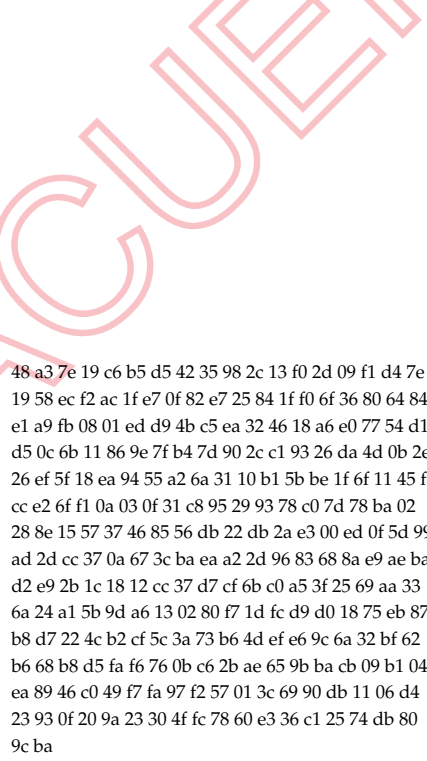 48 a3 7e 19 c6 b5 d5 42 35 98 2c 13 f0 2d 09 f1 d4 7e
19 58 ec f2 ac 1f e7 0f 82 e7 25 84 1f f0 6f 36 80 64 84
e1 a9 fb 08 01 ed d9 4b c5 ea 32 46 18 a6 e0 77 54 d1
d5 0c 6b 11 86 9e 7f b4 7d 90 2c c1 93 26 da 4d 0b 2e
26 ef 5f 18 ea 94 55 a2 6a 31 10 b1 5b be 1f 6f 11 45 f
cc e2 6f f1 0a 03 0f 31 c8 95 29 93 78 c0 7d 78 ba 02
28 8e 15 57 37 46 85 56 db 22 db 2a e3 00 ed 0f 5d 99
ad 2d cc 37 0a 67 3c ba ea a2 2d 96 83 68 8a e9 ae ba
d2 e9 2b 1c 18 12 cc 37 d7 cf 6b c0 a5 3f 25 69 aa 33
6a 24 a1 5b 9d a6 13 02 80 f7 1d fc d9 d0 18 75 eb 87
b8 d7 22 4c b2 cf 5c 3a 73 b6 4d ef e6 9c 6a 32 bf 62
b6 68 b8 d5 fa f6 76 0b c6 2b ae 65 9b ba cb 09 b1 04
ea 89 46 c0 49 f7 fa 97 f2 57 01 3c 69 90 db 11 06 d4
23 93 0f 20 9a 23 30 4f fc 78 60 e3 36 c1 25 74 db 80
9c ba